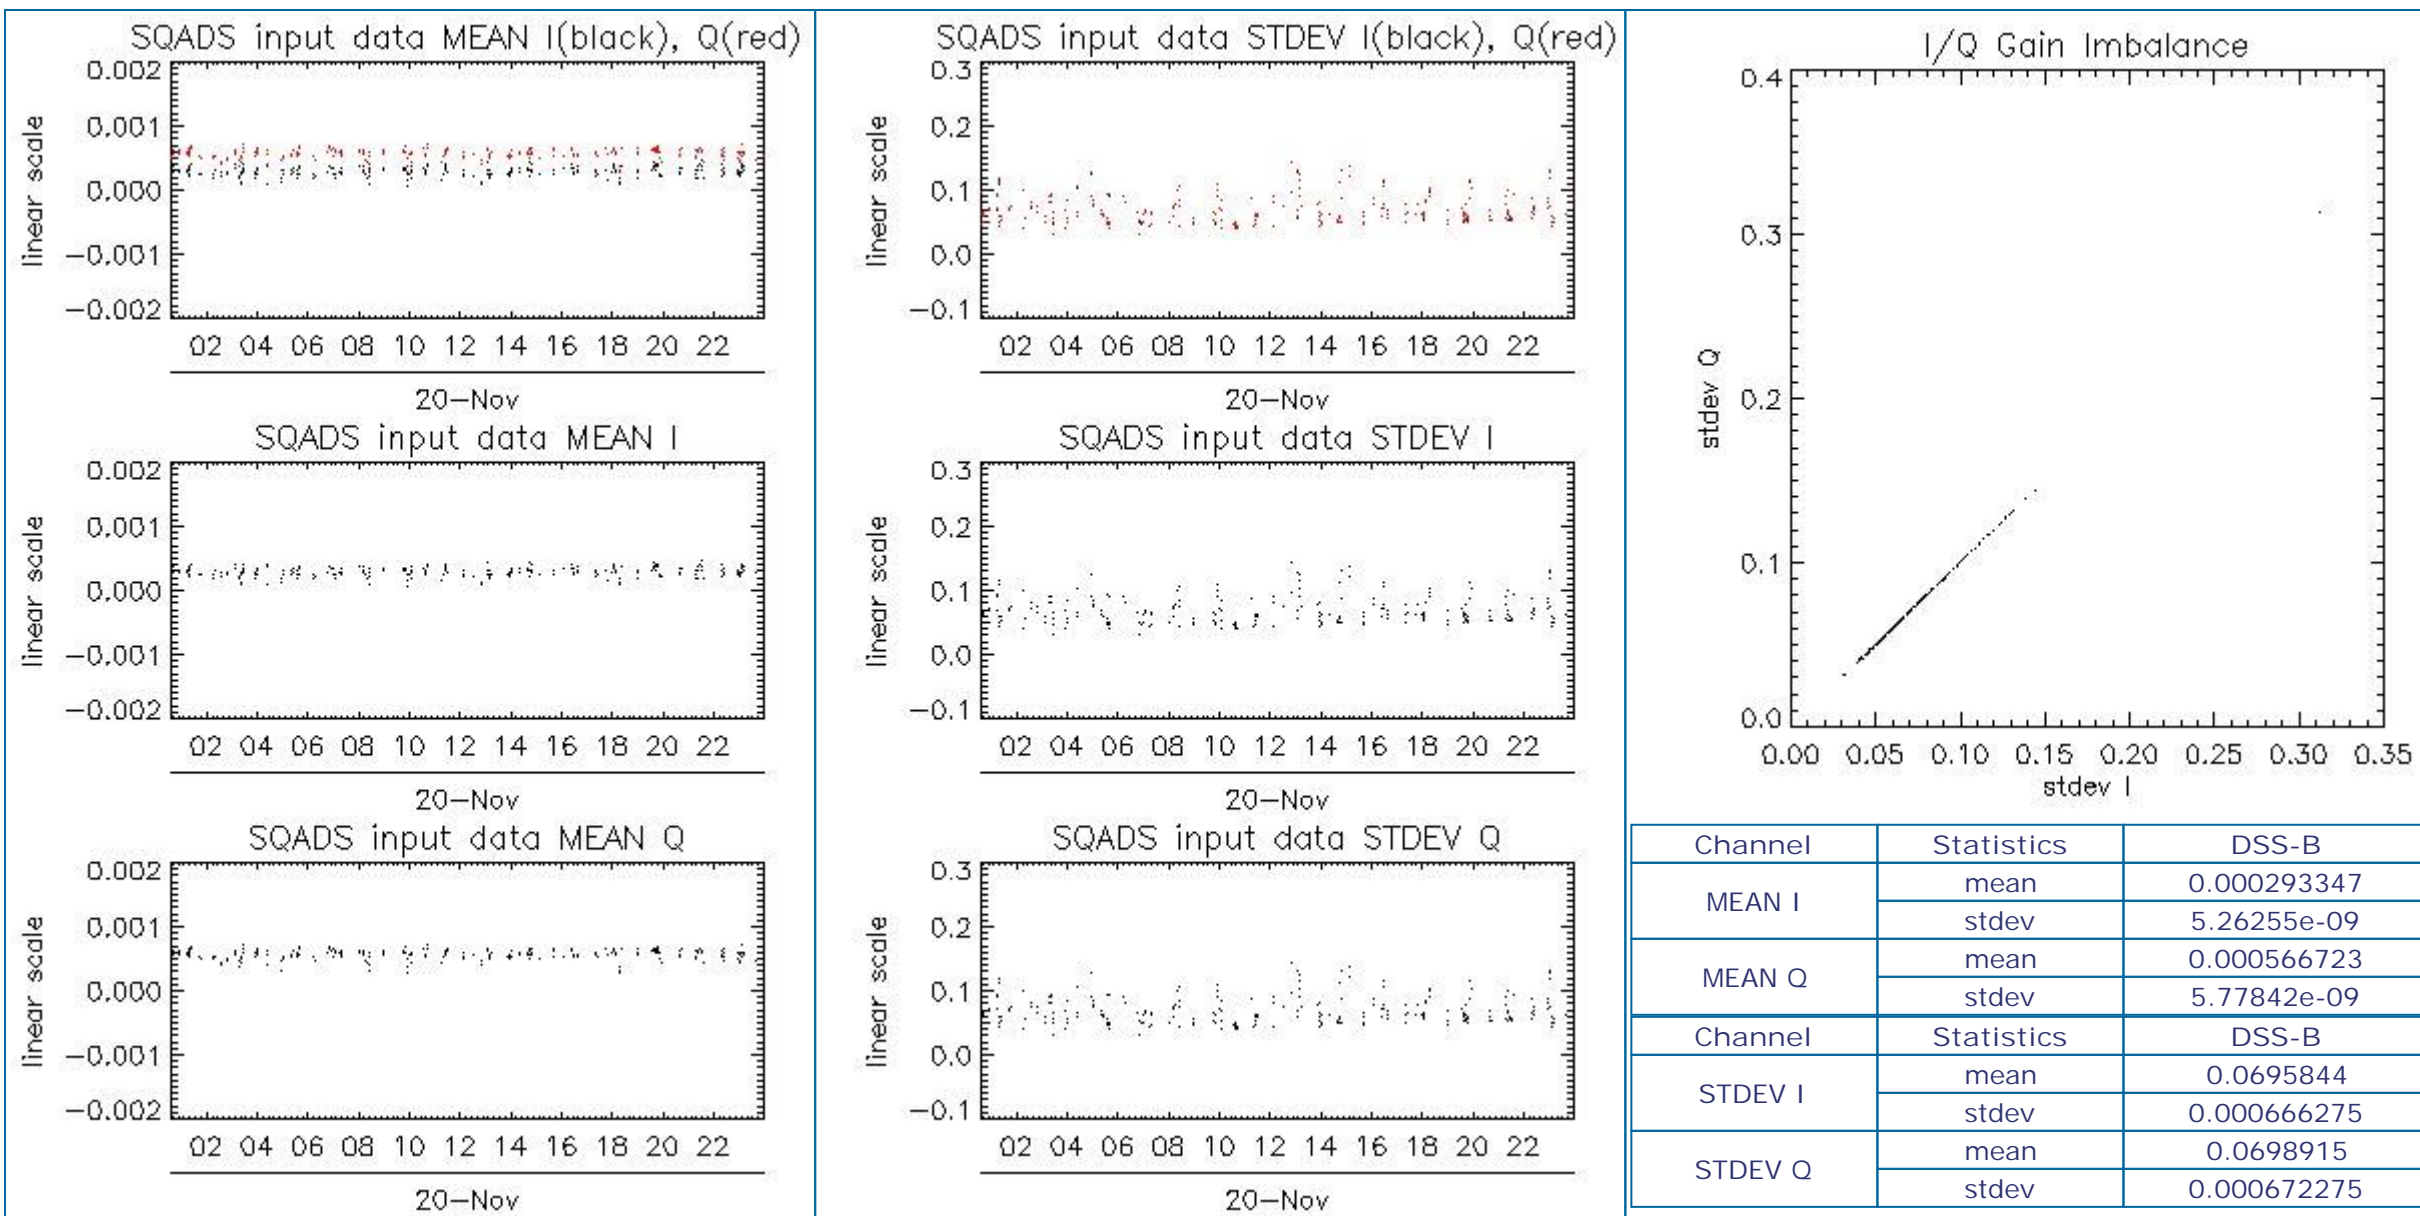 SQADS input data MEAN I(black), Q(red)
0.002
0.001
0.000
−0.001
−0.002
linear scale
02 04 06 08 10 12 14 16 18 20 22
20−Nov
SQADS input data MEAN I
0.002
0.001
0.000
−0.001
−0.002
linear scale
02 04 06 08 10 12 14 16 18 20 22
20−Nov
SQADS input data MEAN Q
0.002
0.001
0.000
−0.001
−0.002
linear scale
02 04 06 08 10 12 14 16 18 20 22
20−Nov
SQADS input data STDEV I(black), Q(red)
0.3
0.2
0.1
0.0
−0.1
linear scale
02 04 06 08 10 12 14 16 18 20 22
20−Nov
SQADS input data STDEV I
0.3
0.2
0.1
0.0
−0.1
linear scale
02 04 06 08 10 12 14 16 18 20 22
20−Nov
SQADS input data STDEV Q
0.3
0.2
0.1
0.0
−0.1
linear scale
02 04 06 08 10 12 14 16 18 20 22
20−Nov
I/Q Gain Imbalance
0.4
0.3
0.2
0.1
0.0
stdev Q
0.00 0.05 0.10 0.15 0.20 0.25 0.30 0.35
stdev I
Channel Statistics DSS-B
MEAN I mean 0.000293347
stdev 5.26255e-09
MEAN Q mean 0.000566723
stdev 5.77842e-09
Channel Statistics DSS-B
STDEV I mean 0.0695844
stdev 0.000666275
STDEV Q mean 0.0698915
stdev 0.000672275